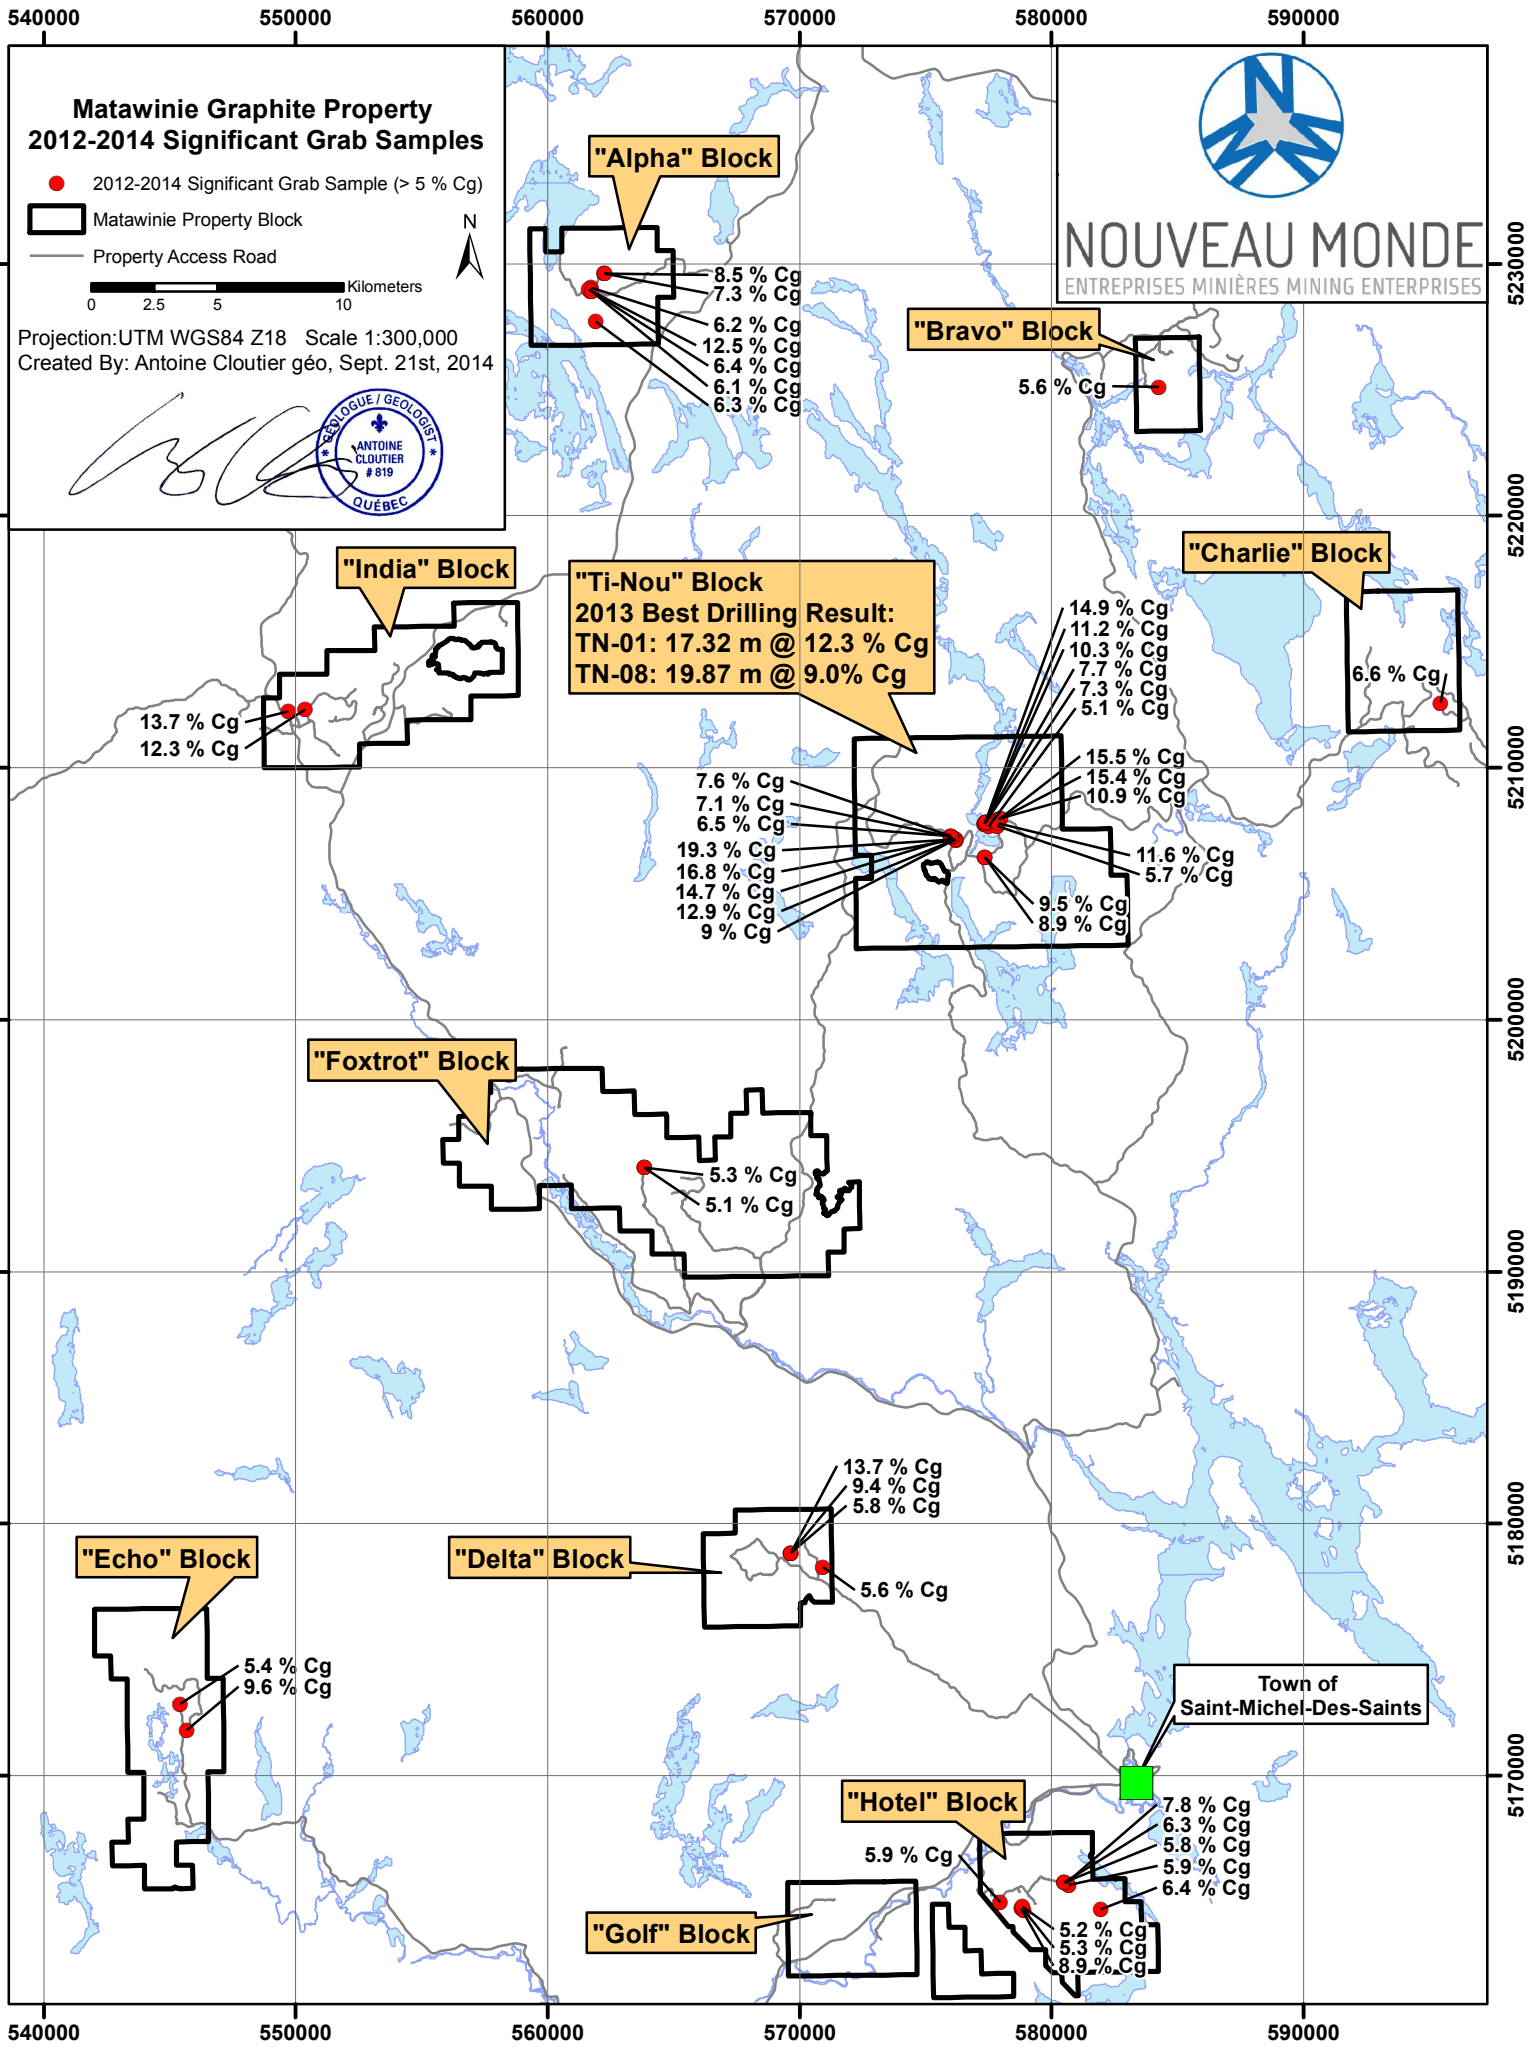 540000
550000
560000
570000
580000
590000
Matawinie Graphite Property
2012-2014 Significant Grab Samples
2012-2014 Significant Grab Sample (> 5 % Cg)
Matawinie Property Block
Property Access Road
N
Kilometers
0 2.5 5 10
Projection:UTM WGS84 Z18 Scale 1:300,000
Created By: Antoine Cloutier géo, Sept. 21st, 2014
GÉOLOGUE / GEOLOGIST
ANTOINE
CLOUTIER
# 819
QUÉBEC
NOUVEAU MONDE
ENTREPRISES MINIÈRES MINING ENTERPRISES
"Alpha" Block
8.5 % Cg
7.3 % Cg
6.2 % Cg
12.5 % Cg
6.4 % Cg
6.1 % Cg
6.3 % Cg
"Bravo" Block
5.6 % Cg
"Charlie" Block
6.6 % Cg
"India" Block
13.7 % Cg
12.3 % Cg
"Ti-Nou" Block
2013 Best Drilling Result:
TN-01: 17.32 m @ 12.3 % Cg
TN-08: 19.87 m @ 9.0% Cg
14.9 % Cg
11.2 % Cg
10.3 % Cg
7.7 % Cg
7.3 % Cg
5.1 % Cg
15.5 % Cg
15.4 % Cg
10.9 % Cg
7.6 % Cg
7.1 % Cg
6.5 % Cg
19.3 % Cg
16.8 % Cg
14.7 % Cg
12.9 % Cg
9 % Cg
11.6 % Cg
5.7 % Cg
9.5 % Cg
8.9 % Cg
"Foxtrot" Block
5.3 % Cg
5.1 % Cg
13.7 % Cg
9.4 % Cg
5.8 % Cg
"Delta" Block
5.6 % Cg
"Echo" Block
5.4 % Cg
9.6 % Cg
Town of
Saint-Michel-Des-Saints
"Hotel" Block
7.8 % Cg
6.3 % Cg
5.8 % Cg
5.9 % Cg
6.4 % Cg
5.9 % Cg
5.2 % Cg
5.3 % Cg
8.9 % Cg
"Golf" Block
5230000
5220000
5210000
5200000
5190000
5180000
5170000
540000
550000
560000
570000
580000
590000